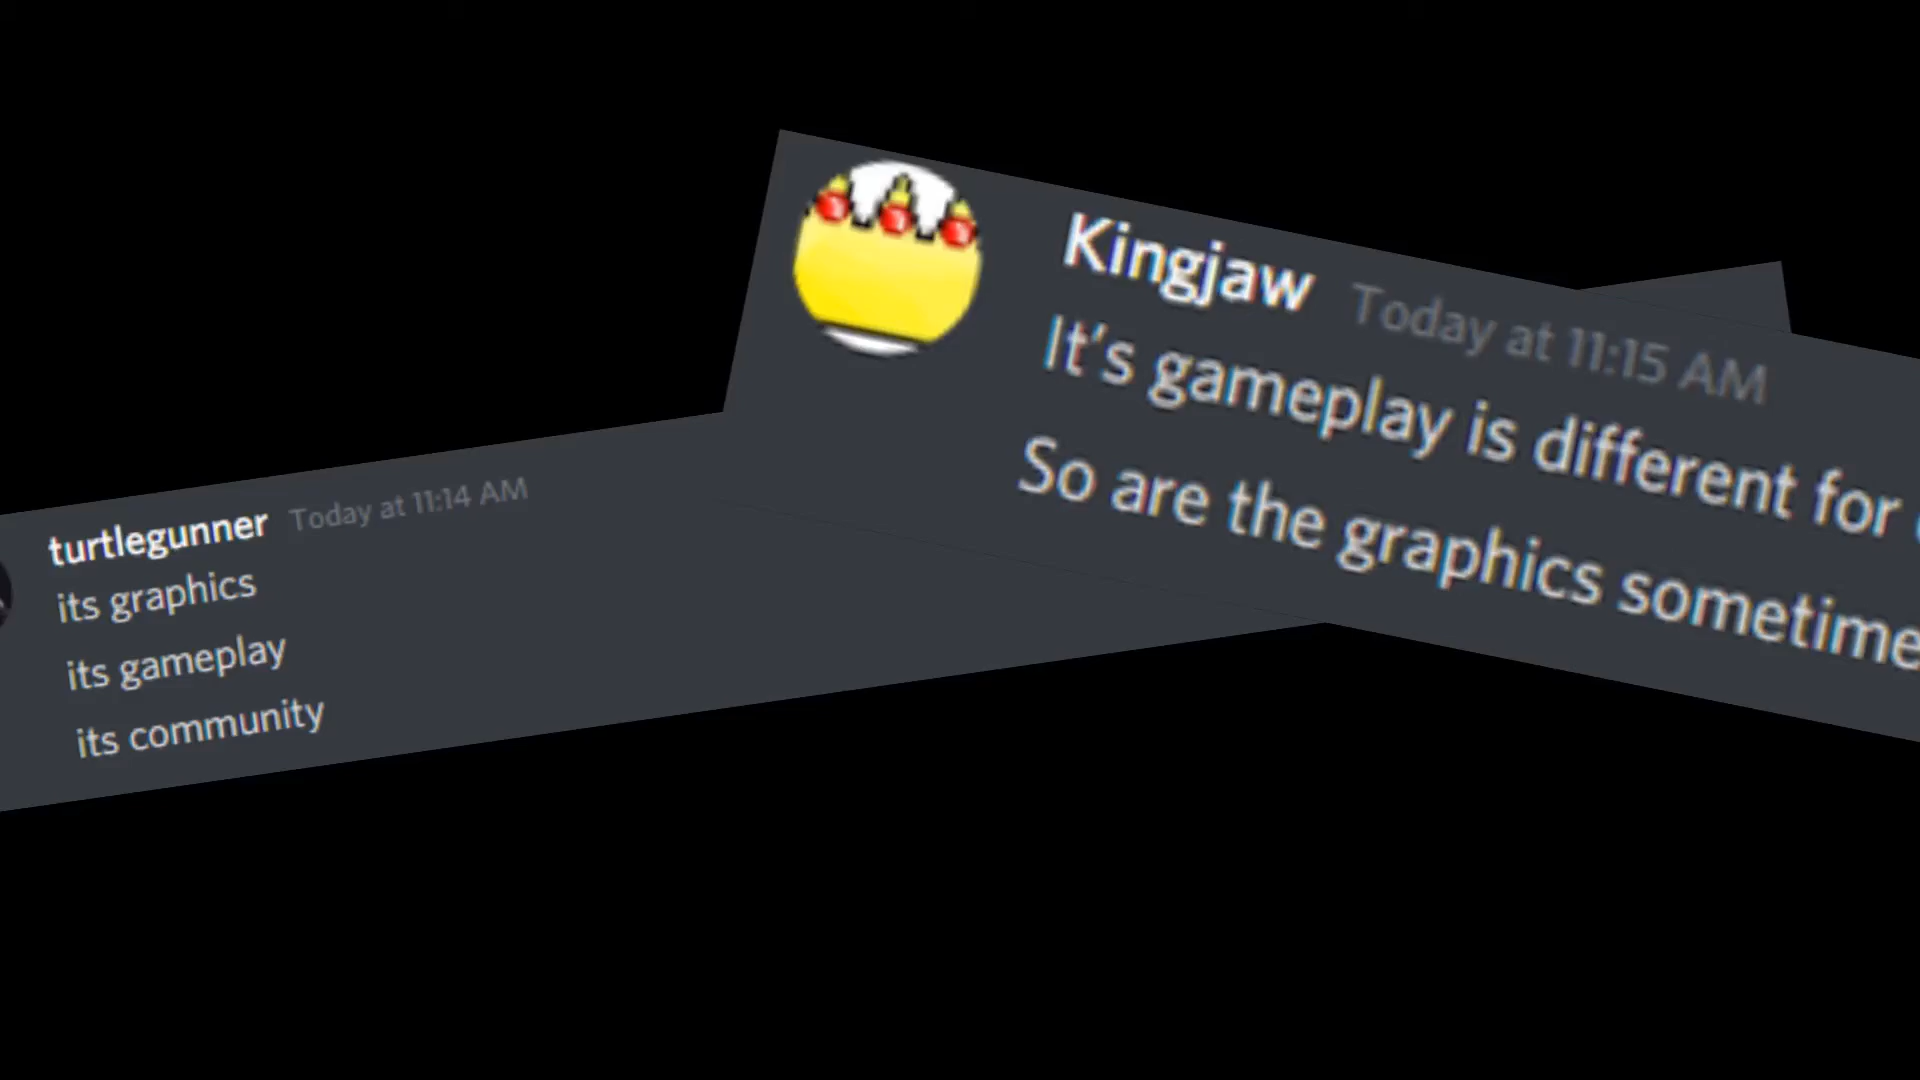 Kingjaw Today at 11:15 AM
It's gameplay is different for
So are the graphics
turtlegunner Today at 11:14 AM
its graphics
its gameplay
its community